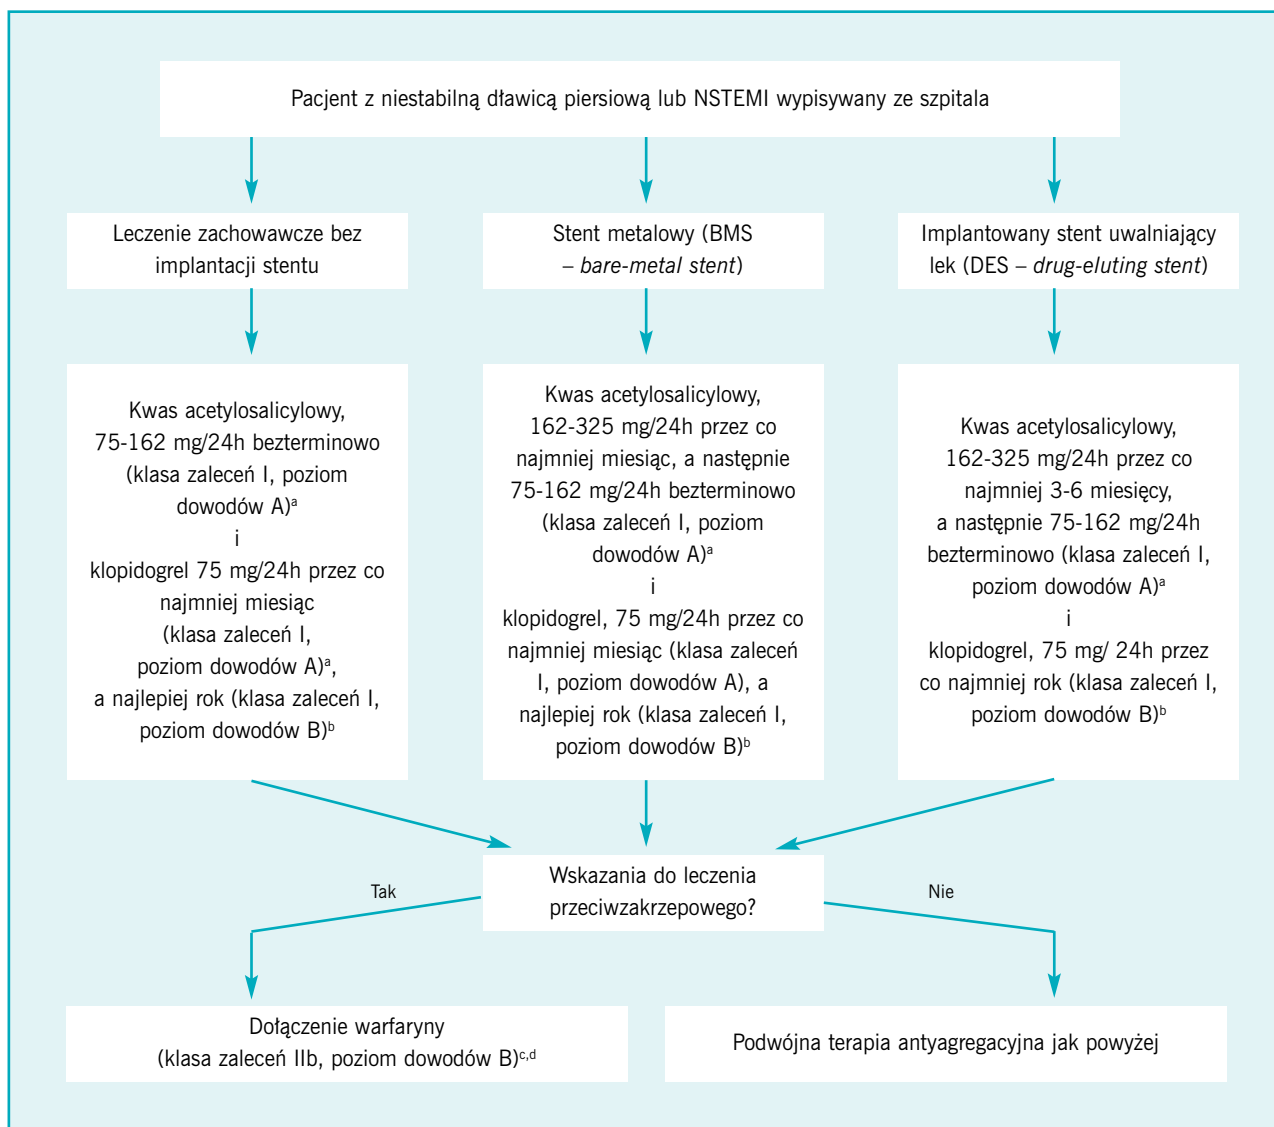 Pacjent z niestabilną dławicą piersiową lub NSTEMI wypisywany ze szpitala
Leczenie zachowawcze bez
implantacji stentu
Stent metalowy (BMS
– bare-metal stent)
Implantowany stent uwalniający
lek (DES – drug-eluting stent)
Kwas acetylosalicylowy,
75-162 mg/24h bezterminowo
(klasa zaleceń I, poziom
dowodów A)ᵃ
i
klopidogrel 75 mg/24h przez co
najmniej miesiąc
(klasa zaleceń I,
poziom dowodów A)ᵃ,
a najlepiej rok (klasa zaleceń I,
poziom dowodów B)ᵇ
Kwas acetylosalicylowy,
162-325 mg/24h przez co
najmniej miesiąc, a następnie
75-162 mg/24h bezterminowo
(klasa zaleceń I, poziom
dowodów A)ᵃ
i
klopidogrel, 75 mg/24h przez co
najmniej miesiąc (klasa zaleceń
I, poziom dowodów A), a
najlepiej rok (klasa zaleceń I,
poziom dowodów B)ᵇ
Kwas acetylosalicylowy,
162-325 mg/24h przez co
najmniej 3-6 miesięcy,
a następnie 75-162 mg/24h
bezterminowo (klasa zaleceń I,
poziom dowodów A)ᵃ
i
klopidogrel, 75 mg/ 24h przez
co najmniej rok (klasa zaleceń I,
poziom dowodów B)ᵇ
Wskazania do leczenia
przeciwzakrzepowego?
Tak
Nie
Dołączenie warfaryny
(klasa zaleceń IIb, poziom dowodów B)ᶜ,ᵈ
Podwójna terapia antyagregacyjna jak powyżej